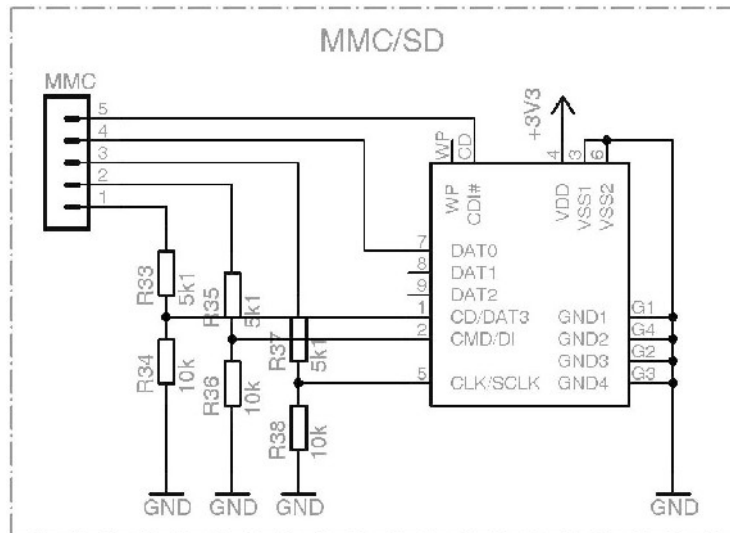 MMC/SD
MMC
5
4
3
2
1
+3V3
WP
CD
4
3
6
WP
CDI#
VDD
VSS1
VSS2
7
DAT0
8
DAT1
9
DAT2
1
CD/DAT3
2
CMD/DI
5
CLK/SCLK
GND1
G1
GND2
G4
GND3
G2
GND4
G3
R33
5k1
R35
5k1
R37
5k1
R34
10k
R36
10k
R38
10k
GND
GND
GND
GND